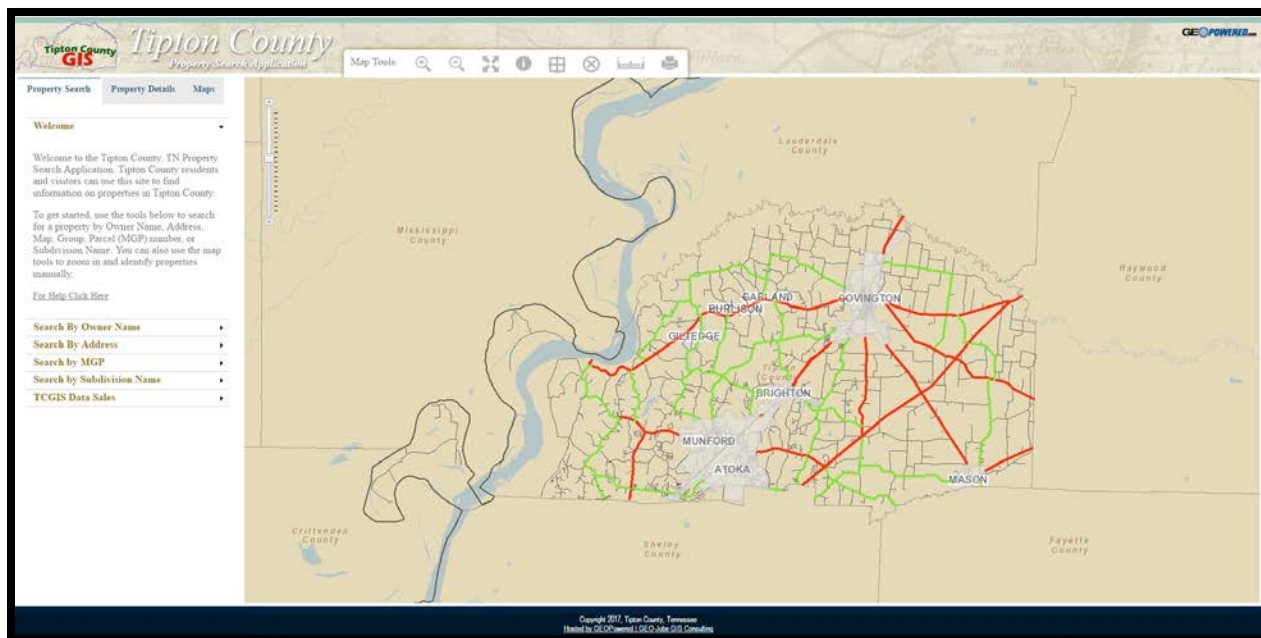 Tipton County
GIS
Tipton County
Property Search Application
GEOPOWERED
Map Tools:
Property Search Property Details Maps
Welcome
Welcome to the Tipton County, TN Property
Search Application. Tipton County residents
and visitors can use this site to find
information on properties in Tipton County.
To get started, use the tools below to search
for a property by Owner Name, Address,
Map, Group, Parcel (MGP) number, or
Subdivision Name. You can also use the map
tools to zoom in and identify properties
manually.
For Help Click Here
Search By Owner Name
Search By Address
Search by MGP
Search by Subdivision Name
TCGIS Data Sales
Lauderdale
County
Mississippi
County
Haywood
County
GARLAND
COVINGTON
BURLISON
GILTEDGE
Tipton
County
BRIGHTON
MUNFORD
ATOKA
MASON
Crittenden
County
Shelby
County
Fayette
County
Copyright 2017, Tipton County, Tennessee
Hosted by GEOPowered | GEO-Jobe GIS Consulting